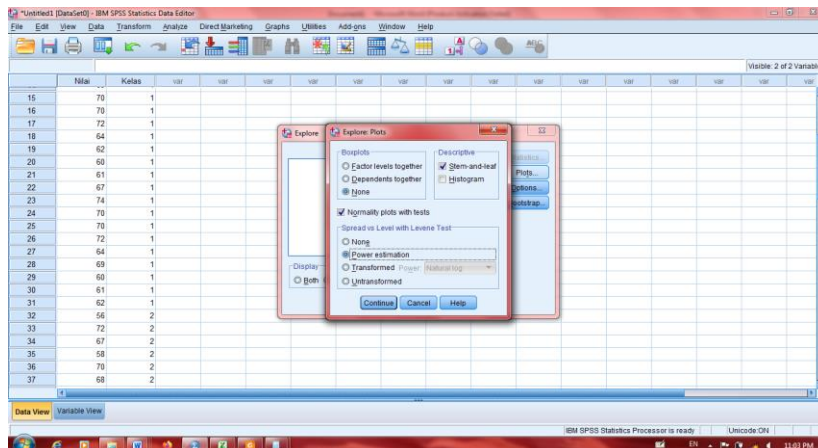 *Untitled1 [DataSet0] - IBM SPSS Statistics Data Editor
File Edit View Data Transform Analyze Direct Marketing Graphs Utilities Add-ons Window Help
Visible: 2 of 2 Variabl
Nilai Kelas var var var var var var var var var var var var var
15 70 1
16 70 1
17 72 1
18 64 1
19 62 1
20 60 1
21 61 1
22 67 1
23 74 1
24 70 1
25 70 1
26 72 1
27 64 1
28 69 1
29 60 1
30 61 1
31 62 1
32 56 2
33 72 2
34 67 2
35 58 2
36 70 2
37 68 2
Explore
Display
Both
Plots...
Options...
Explore: Plots
Boxplots
Factor levels together
Dependents together
None
Descriptive
Stem-and-leaf
Histogram
Normality plots with tests
Spread vs Level with Levene Test
None
Power estimation
Transformed Power: Natural log
Untransformed
Continue Cancel Help
Data View Variable View
IBM SPSS Statistics Processor is ready Unicode:ON
EN 11:03 PM